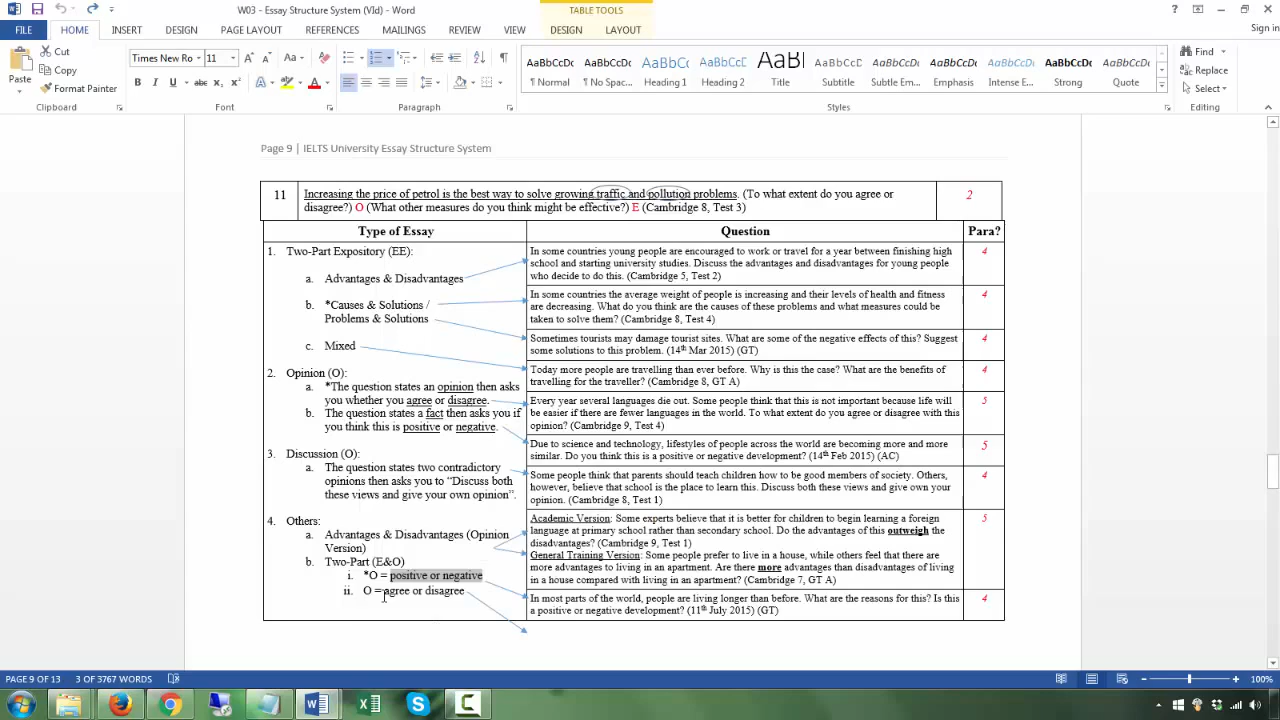 W03 - Essay Structure System (VId) - Word
TABLE TOOLS
FILE HOME INSERT DESIGN PAGE LAYOUT REFERENCES MAILINGS REVIEW VIEW DESIGN LAYOUT
Sign in
Paste
Cut
Copy
Format Painter
Clipboard
Times New Ro 11
Font
Paragraph
AaBbCcDc AaBbCcDc AaBbCc AaBbCc AaBl AaBbCcC AaBbCcDc AaBbCcDc AaBbCcDc AaBbCcDc AaBbCcDc
¶ Normal ¶ No Spac... Heading 1 Heading 2 Title Subtitle Subtle Em... Emphasis Intense E... Strong Quote
Styles
Find
Replace
Select
Editing
Page 9 | IELTS University Essay Structure System
11 Increasing the price of petrol is the best way to solve growing traffic and pollution problems. (To what extent do you agree or 2
disagree?) O (What other measures do you think might be effective?) E (Cambridge 8, Test 3)
Type of Essay Question Para?
1. Two-Part Expository (EE):
a. Advantages & Disadvantages
b. *Causes & Solutions /
Problems & Solutions
c. Mixed
2. Opinion (O):
a. *The question states an opinion then asks
you whether you agree or disagree.
b. The question states a fact then asks you if
you think this is positive or negative.
3. Discussion (O):
a. The question states two contradictory
opinions then asks you to “Discuss both
these views and give your own opinion”.
4. Others:
a. Advantages & Disadvantages (Opinion
Version)
b. Two-Part (E&O)
i. *O = positive or negative
ii. O = agree or disagree
In some countries young people are encouraged to work or travel for a year between finishing high 4
school and starting university studies. Discuss the advantages and disadvantages for young people
who decide to do this. (Cambridge 5, Test 2)
In some countries the average weight of people is increasing and their levels of health and fitness 4
are decreasing. What do you think are the causes of these problems and what measures could be
taken to solve them? (Cambridge 8, Test 4)
Sometimes tourists may damage tourist sites. What are some of the negative effects of this? Suggest 4
some solutions to this problem. (14th Mar 2015) (GT)
Today more people are travelling than ever before. Why is this the case? What are the benefits of 4
travelling for the traveller? (Cambridge 8, GT A)
Every year several languages die out. Some people think that this is not important because life will 5
be easier if there are fewer languages in the world. To what extent do you agree or disagree with this
opinion? (Cambridge 9, Test 4)
Due to science and technology, lifestyles of people across the world are becoming more and more 5
similar. Do you think this is a positive or negative development? (14th Feb 2015) (AC)
Some people think that parents should teach children how to be good members of society. Others, 4
however, believe that school is the place to learn this. Discuss both these views and give own your
opinion. (Cambridge 8, Test 1)
Academic Version: Some experts believe that it is better for children to begin learning a foreign 5
language at primary school rather than secondary school. Do the advantages of this outweigh the
disadvantages? (Cambridge 9, Test 1)
General Training Version: Some people prefer to live in a house, while others feel that there are
more advantages to living in an apartment. Are there more advantages than disadvantages of living
in a house compared with living in an apartment? (Cambridge 7, GT A)
In most parts of the world, people are living longer than before. What are the reasons for this? Is this 4
a positive or negative development? (11th July 2015) (GT)
PAGE 9 OF 13 3 OF 3767 WORDS
100%
7:51 PM